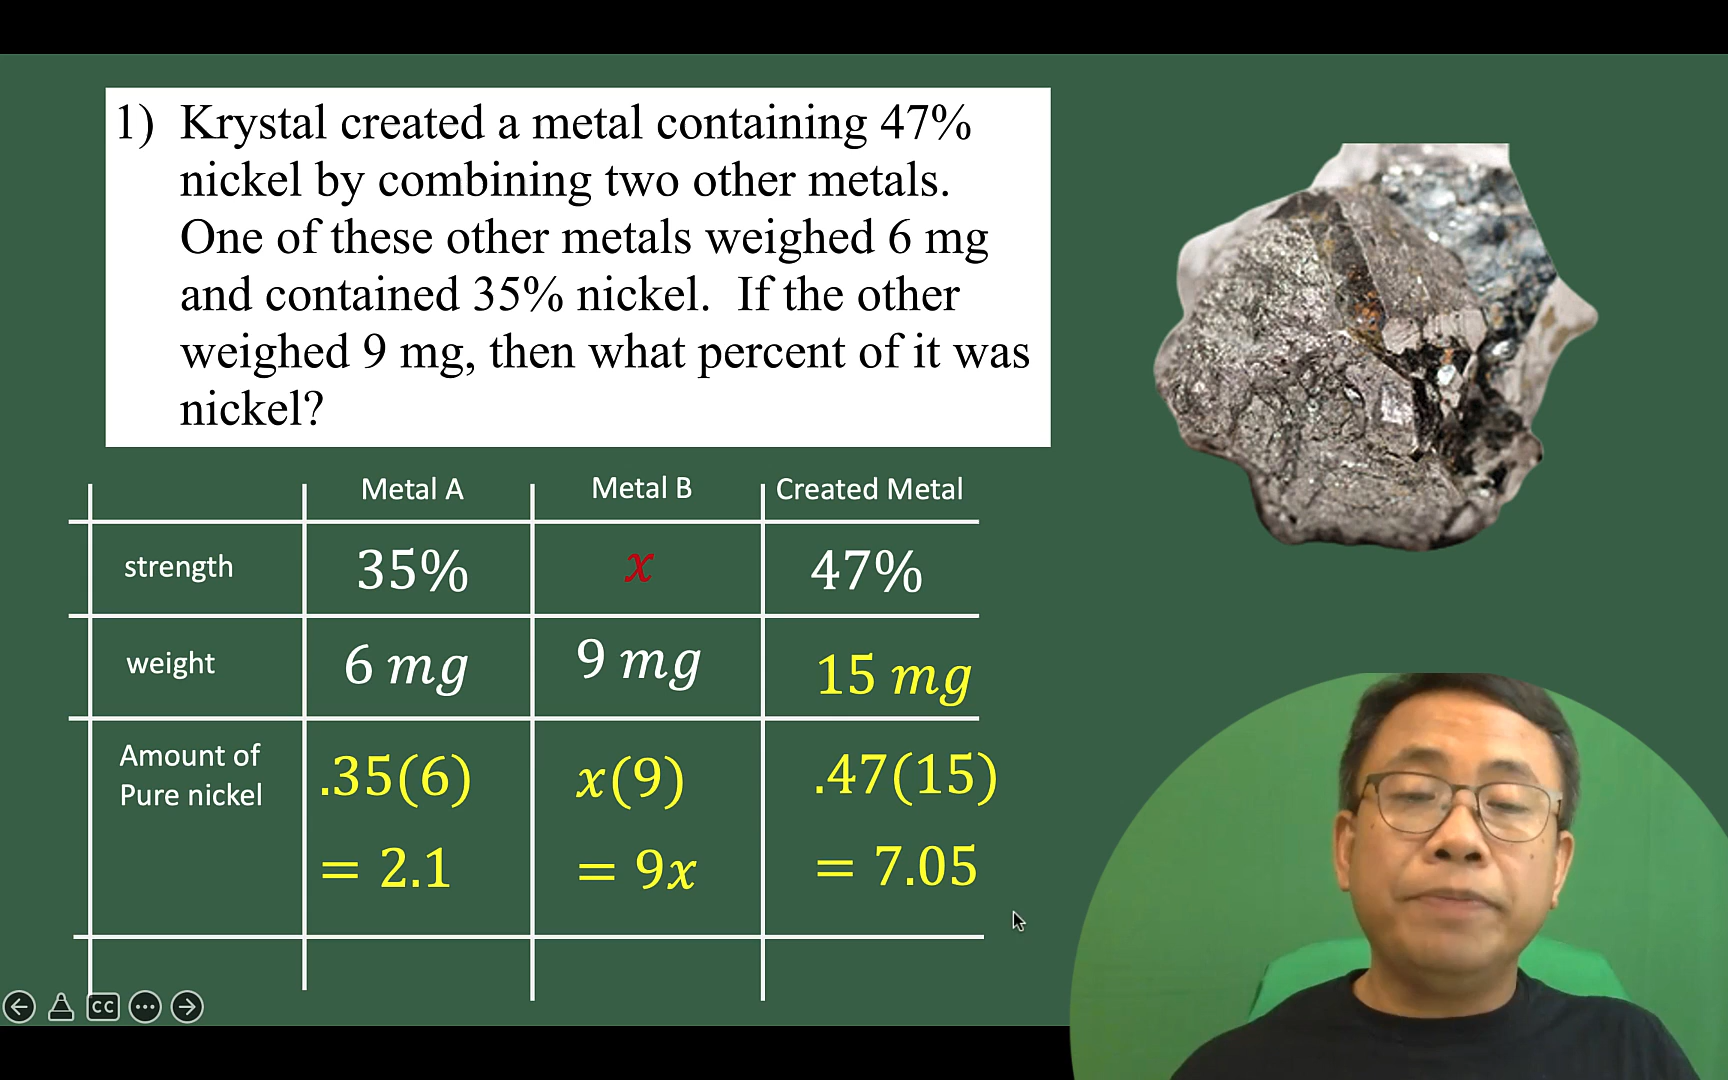 1) Krystal created a metal containing 47%
nickel by combining two other metals.
One of these other metals weighed 6 mg
and contained 35% nickel.  If the other
weighed 9 mg, then what percent of it was
nickel?
Metal A Metal B Created Metal
strength 35% x 47%
weight 6 mg 9 mg 15 mg
Amount of
Pure nickel
.35(6) x(9) .47(15)
= 2.1 = 9x = 7.05
CC